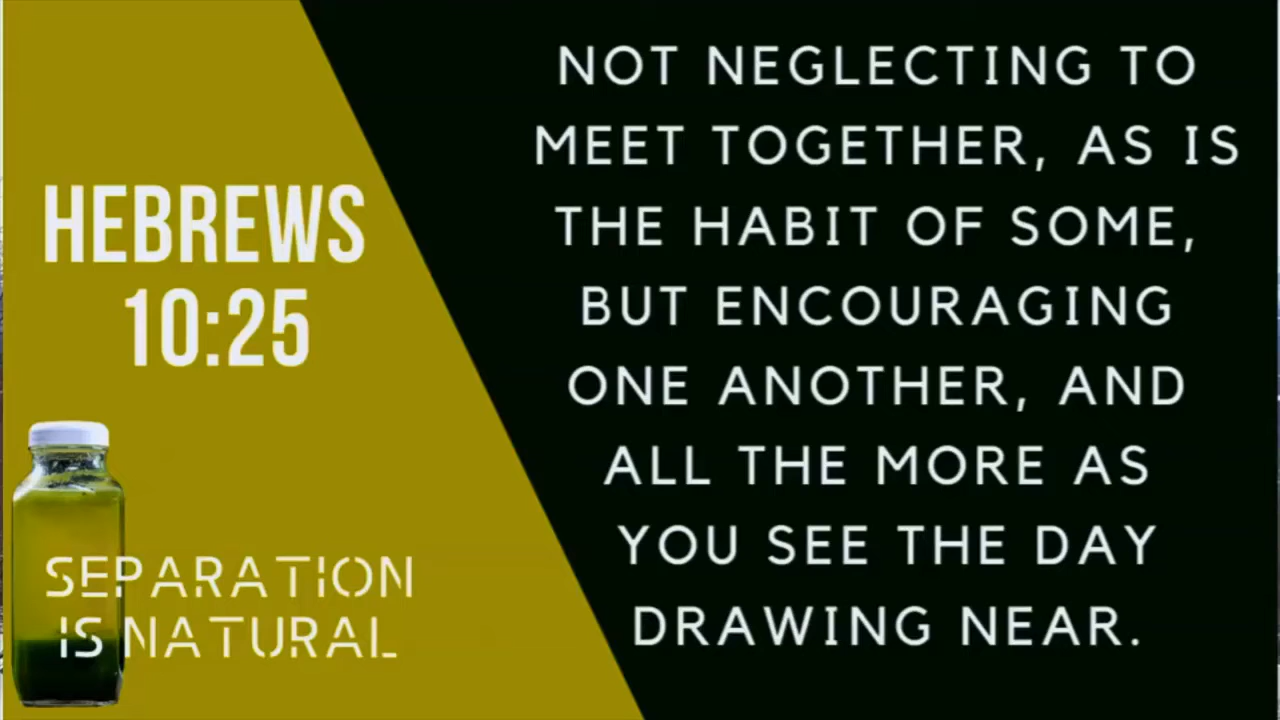 HEBREWS
10:25
SEPARATION
IS NATURAL
NOT NEGLECTING TO
MEET TOGETHER, AS IS
THE HABIT OF SOME,
BUT ENCOURAGING
ONE ANOTHER, AND
ALL THE MORE AS
YOU SEE THE DAY
DRAWING NEAR.